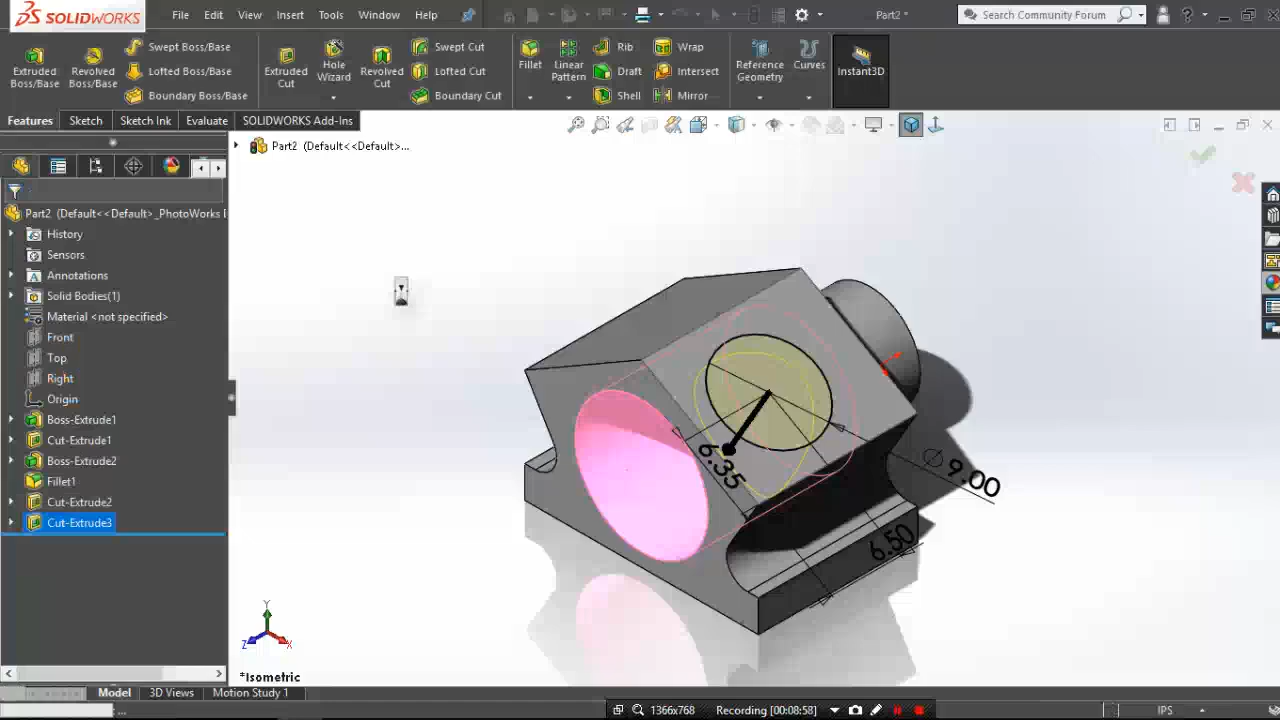 SOLIDWORKS File Edit View Insert Tools Window Help Part2 * Search Community Forum ?
Extruded Boss/Base
Revolved Boss/Base
Swept Boss/Base
Lofted Boss/Base
Boundary Boss/Base
Extruded Cut
Hole Wizard
Revolved Cut
Swept Cut
Lofted Cut
Boundary Cut
Fillet
Linear Pattern
Rib
Draft
Shell
Wrap
Intersect
Mirror
Reference Geometry
Curves
Instant3D
Features Sketch Sketch Ink Evaluate SOLIDWORKS Add-Ins
Part2 (Default<<Default>...
Part2 (Default<<Default>_PhotoWorks
History
Sensors
Annotations
Solid Bodies(1)
Material <not specified>
Front
Top
Right
Origin
Boss-Extrude1
Cut-Extrude1
Boss-Extrude2
Fillet1
Cut-Extrude2
Cut-Extrude3
6.35
∅ 9.00
6.50
Y
Z
X
*Isometric
Model 3D Views Motion Study 1
1366x768 Recording [00:08:58]
... IPS